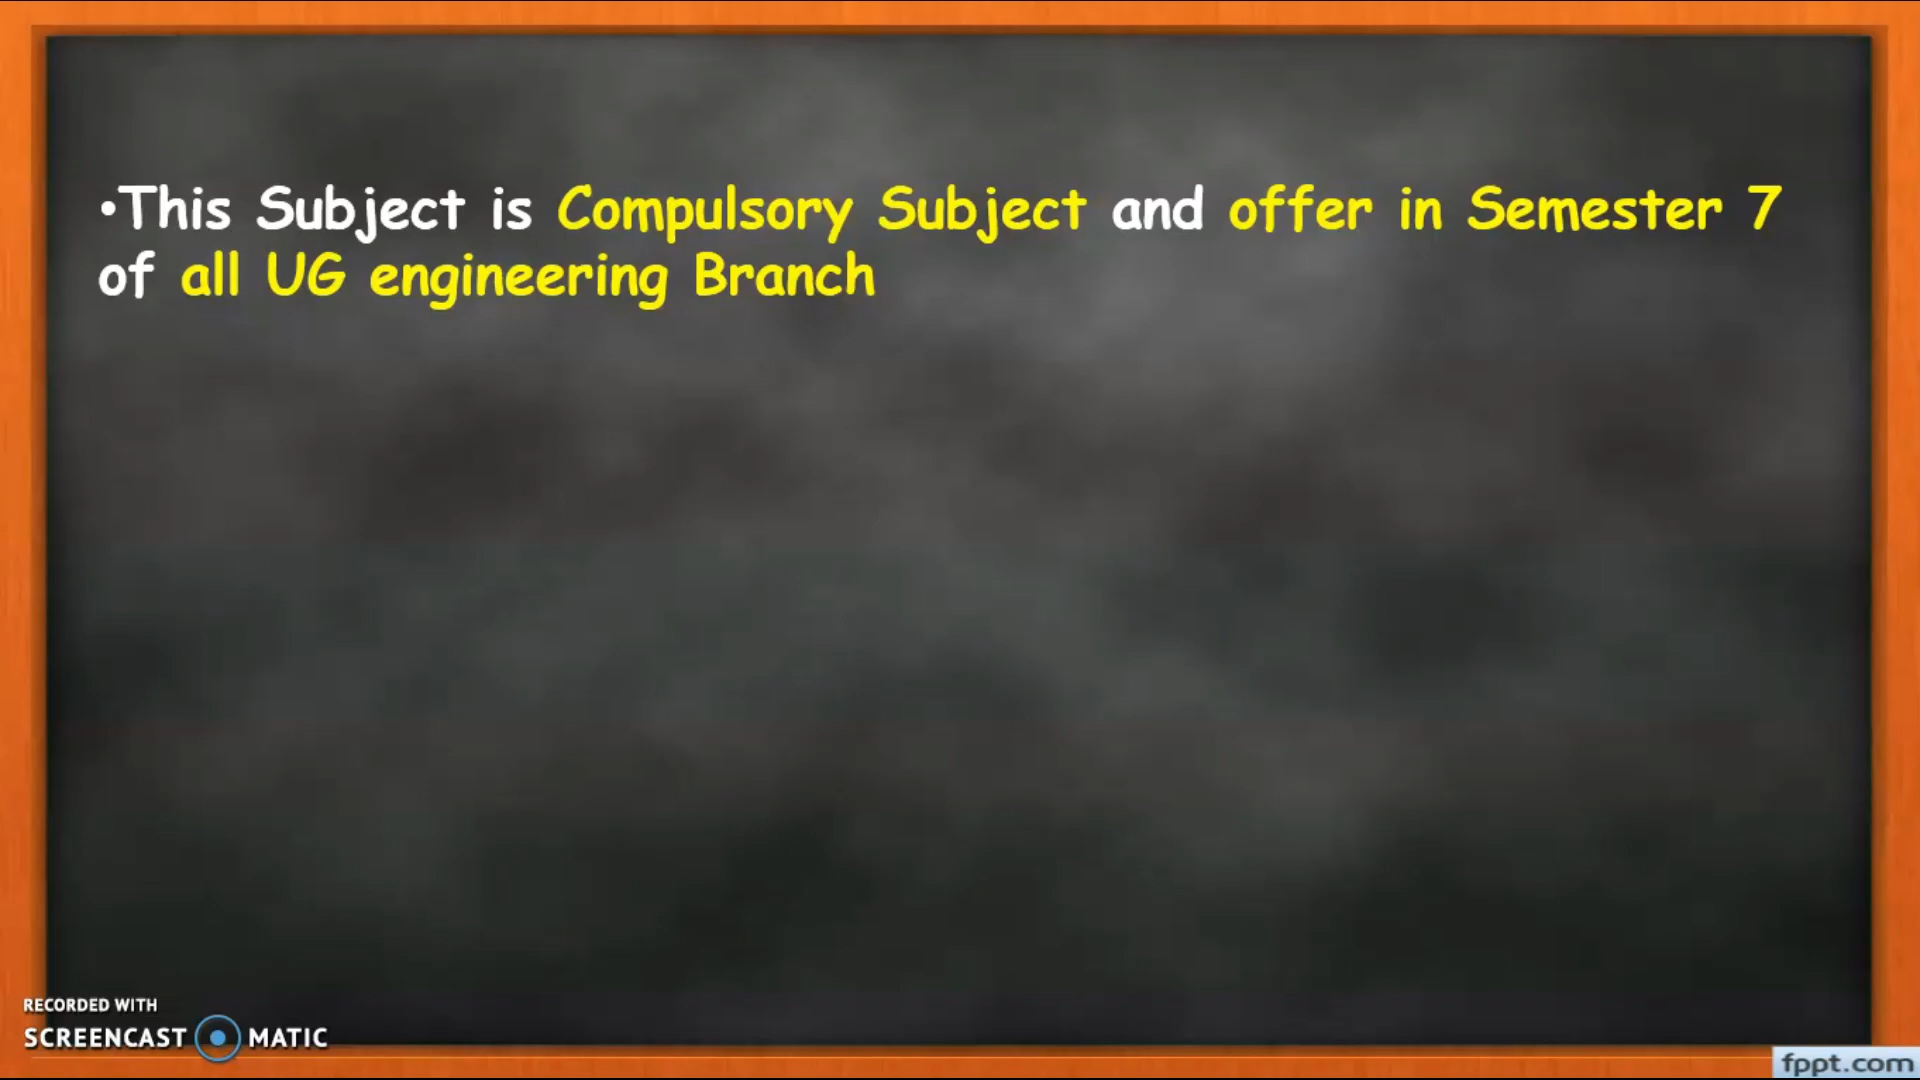 •This Subject is Compulsory Subject and offer in Semester 7
of all UG engineering Branch
RECORDED WITH
SCREENCAST MATIC
fppt.com